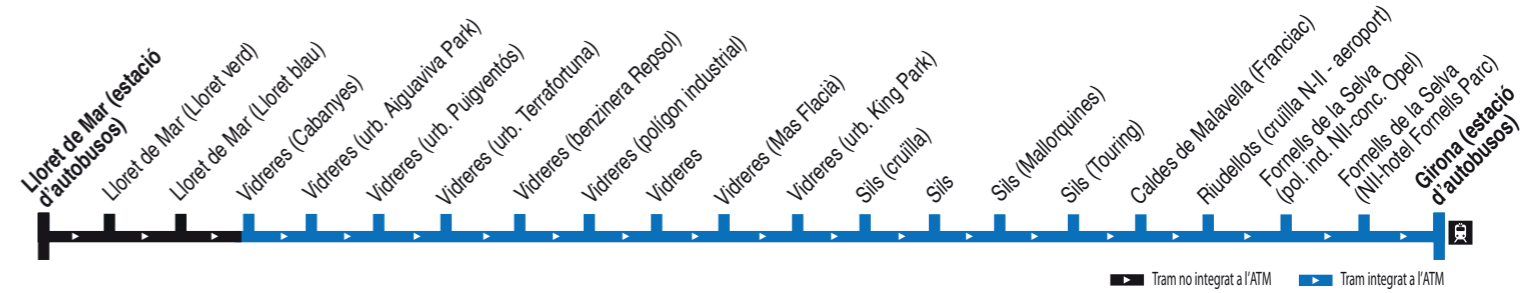 Lloret de Mar (estació
d'autobusos)
Lloret de Mar (Lloret verd)
Lloret de Mar (Lloret blau)
Vidreres (Cabanyes)
Vidreres (urb. Aiguaviva Park)
Vidreres (urb. Puigventós)
Vidreres (urb. Terrafortuna)
Vidreres (benzinera Repsol)
Vidreres (polígon industrial)
Vidreres
Vidreres (Mas Flacià)
Vidreres (urb. King Park)
Sils (cruïlla)
Sils
Sils (Mallorquines)
Sils (Touring)
Caldes de Malavella (Franciac)
Riudellots (cruïlla N-II - aeroport)
Fornells de la Selva
(pol. ind. NII-conc. Opel)
Fornells de la Selva
(NII-hotel Fornells Parc)
Girona (estació
d'autobusos)
Tram no integrat a l'ATM
Tram integrat a l'ATM